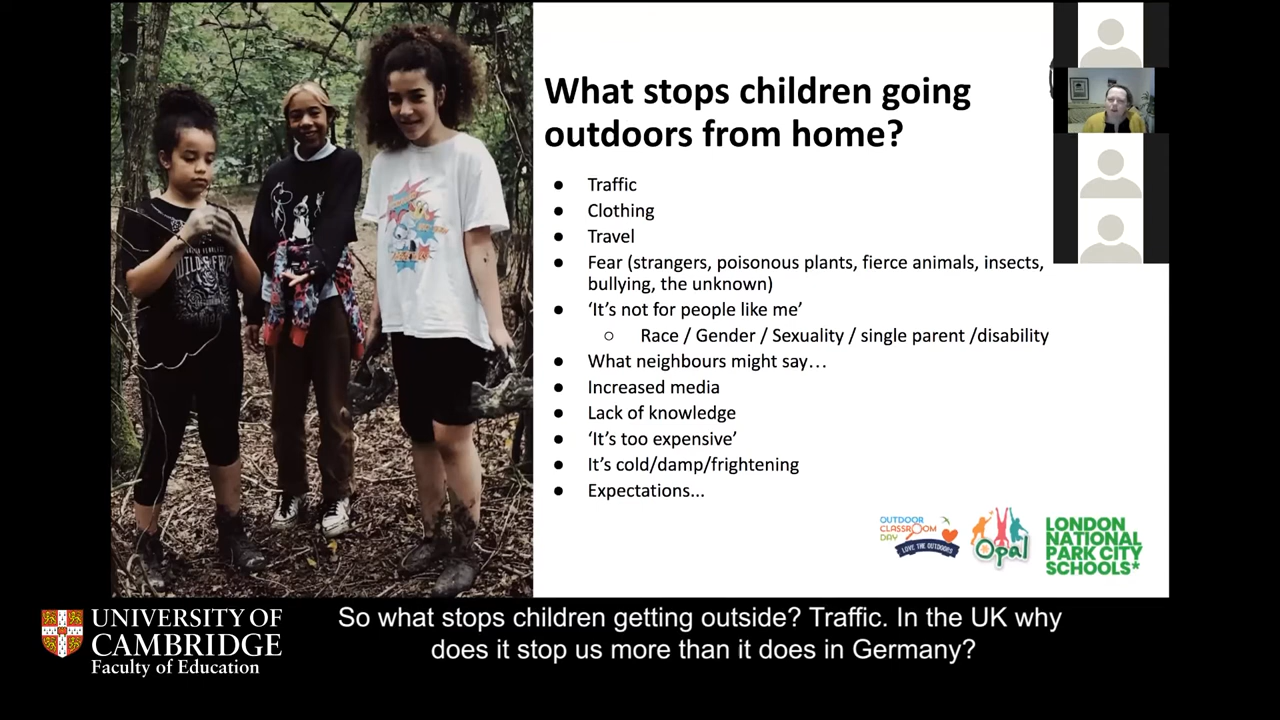 What stops children going
outdoors from home?
● Traffic
● Clothing
● Travel
● Fear (strangers, poisonous plants, fierce animals, insects,
bullying, the unknown)
● ‘It’s not for people like me’
○ Race / Gender / Sexuality / single parent /disability
● What neighbours might say…
● Increased media
● Lack of knowledge
● ‘It’s too expensive’
● It’s cold/damp/frightening
● Expectations...
OUTDOOR
CLASSROOM
DAY
LOVE THE OUTDOORS
Opal
LONDON
NATIONAL
PARK CITY
SCHOOLS*
UNIVERSITY OF
CAMBRIDGE
Faculty of Education
So what stops children getting outside? Traffic. In the UK why
does it stop us more than it does in Germany?